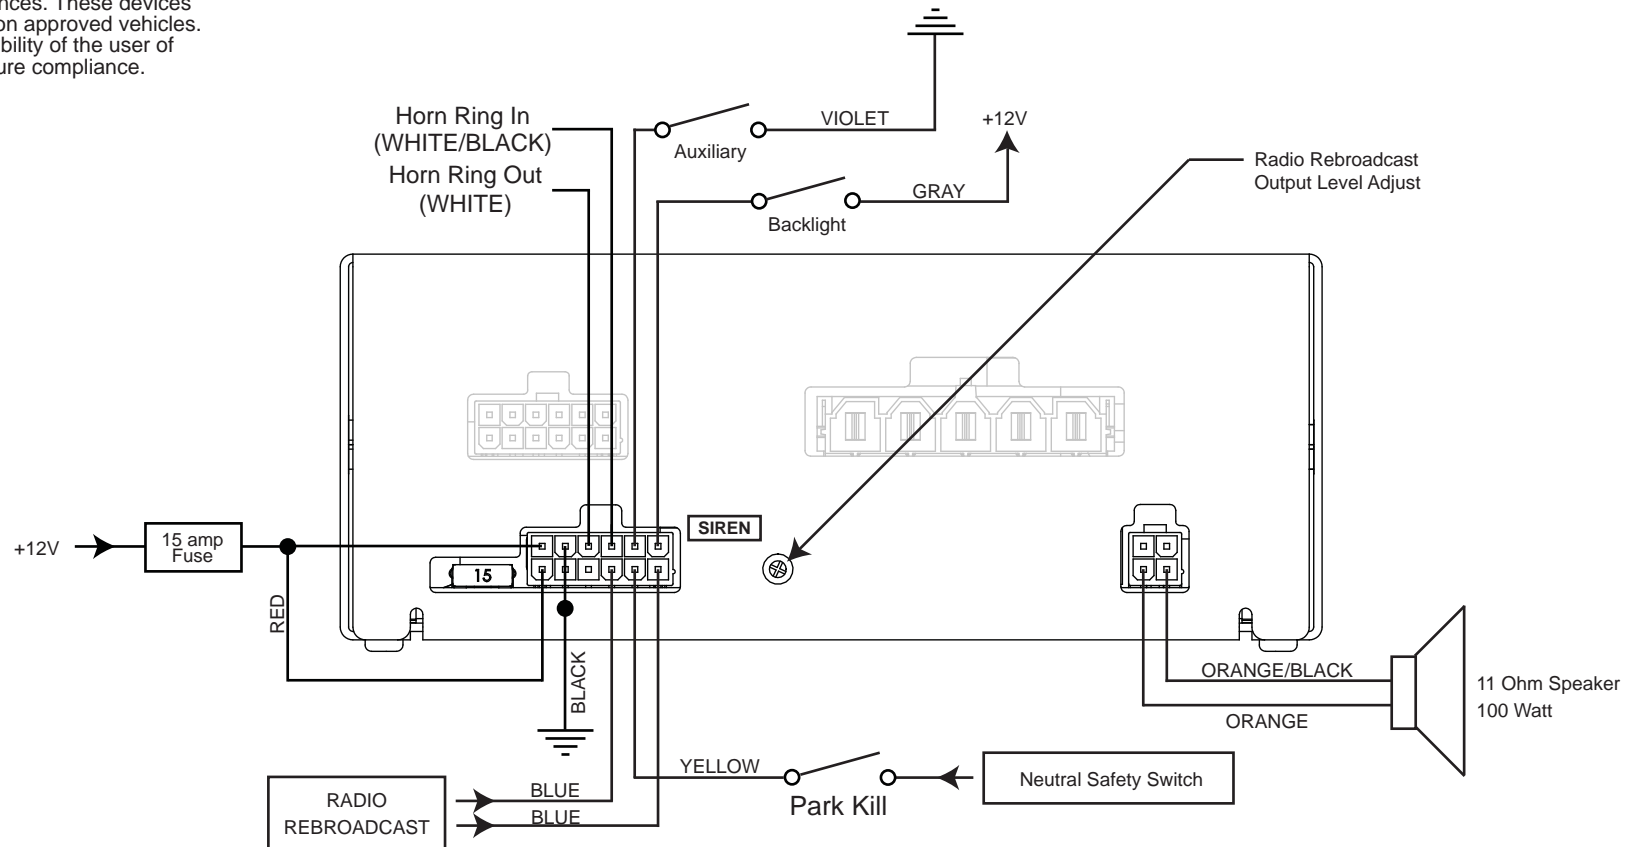 nces. These devices
on approved vehicles.
bility of the user of
ure compliance.
Horn Ring In
(WHITE/BLACK)
Horn Ring Out
(WHITE)
VIOLET
Auxiliary
+12V
GRAY
Backlight
Radio Rebroadcast
Output Level Adjust
SIREN
+12V
15 amp
Fuse
15
RED
BLACK
ORANGE/BLACK
ORANGE
11 Ohm Speaker
100 Watt
YELLOW
Park Kill
Neutral Safety Switch
RADIO
REBROADCAST
BLUE
BLUE